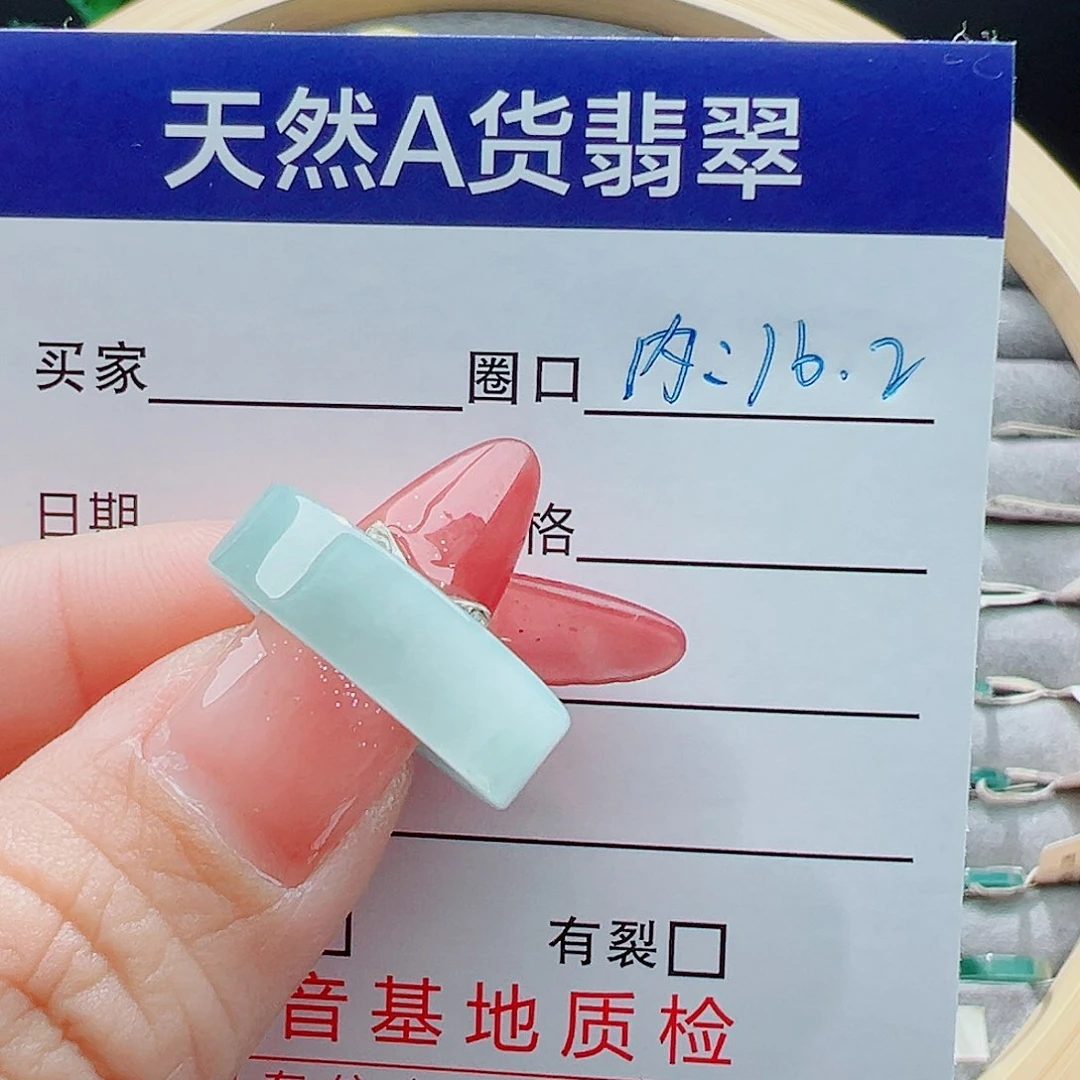 天然A货翡翠
买家 圈口 内:16.2
日期 格
有裂
音基地质检